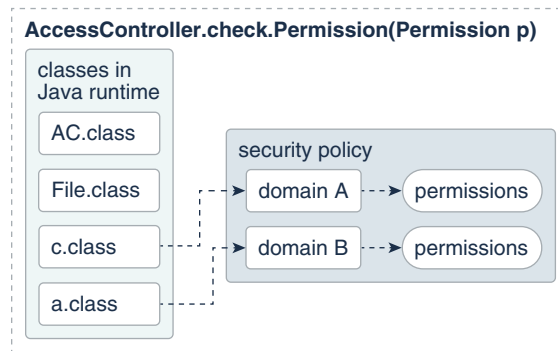 AccessController.check.Permission(Permission p)
classes in
Java runtime
AC.class
File.class
c.class
a.class
security policy
domain A
permissions
domain B
permissions